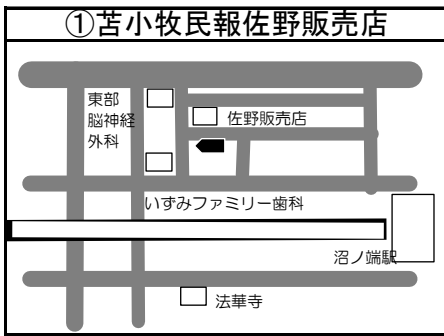 ①苫小牧民報佐野販売店
東部
脳神経
外科
佐野販売店
いずみファミリー歯科
沼ノ端駅
法華寺